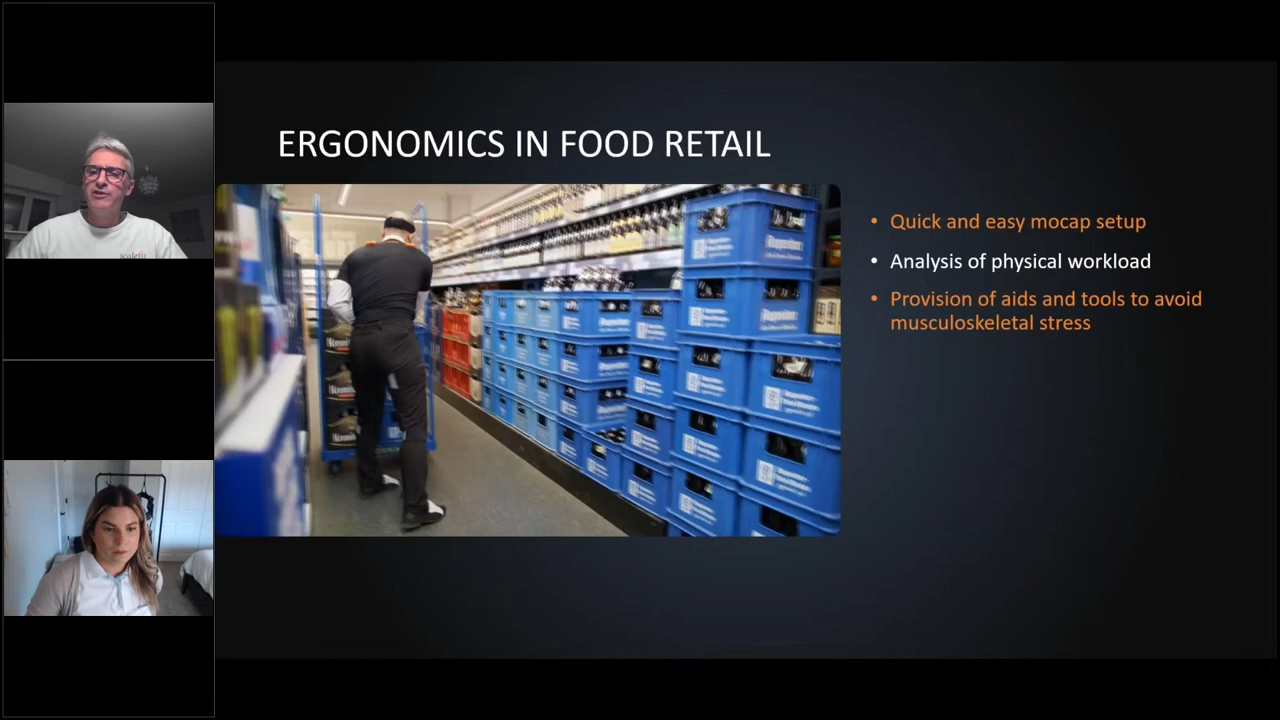 ERGONOMICS IN FOOD RETAIL
• Quick and easy mocap setup
• Analysis of physical workload
• Provision of aids and tools to avoid
musculoskeletal stress
scalefit